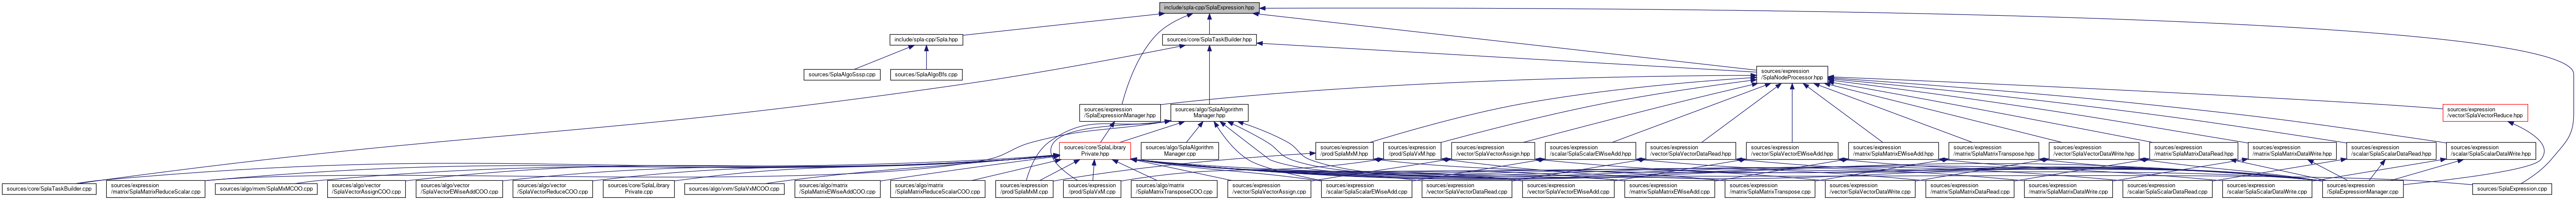 include/spla-cpp/SplaExpression.hpp
include/spla-cpp/Spla.hpp
sources/core/SplaTaskBuilder.hpp
sources/SplaAlgoSssp.cpp
sources/SplaAlgoBfs.cpp
sources/expression
/SplaNodeProcessor.hpp
sources/expression
/SplaExpressionManager.hpp
sources/algo/SplaAlgorithm
Manager.hpp
sources/expression
/vector/SplaVectorReduce.hpp
sources/core/SplaLibrary
Private.hpp
sources/algo/SplaAlgorithm
Manager.cpp
sources/expression
/prod/SplaMxM.hpp
sources/expression
/prod/SplaVxM.hpp
sources/expression
/vector/SplaVectorAssign.hpp
sources/expression
/scalar/SplaScalarEWiseAdd.hpp
sources/expression
/vector/SplaVectorDataRead.hpp
sources/expression
/vector/SplaVectorEWiseAdd.hpp
sources/expression
/matrix/SplaMatrixEWiseAdd.hpp
sources/expression
/matrix/SplaMatrixTranspose.hpp
sources/expression
/vector/SplaVectorDataWrite.hpp
sources/expression
/matrix/SplaMatrixDataRead.hpp
sources/expression
/matrix/SplaMatrixDataWrite.hpp
sources/expression
/scalar/SplaScalarDataRead.hpp
sources/expression
/scalar/SplaScalarDataWrite.hpp
sources/core/SplaTaskBuilder.cpp
sources/expression
/matrix/SplaMatrixReduceScalar.cpp
sources/algo/mxm/SplaMxMCOO.cpp
sources/algo/vector
/SplaVectorAssignCOO.cpp
sources/algo/vector
/SplaVectorEWiseAddCOO.cpp
sources/algo/vector
/SplaVectorReduceCOO.cpp
sources/core/SplaLibrary
Private.cpp
sources/algo/vxm/SplaVxMCOO.cpp
sources/algo/matrix
/SplaMatrixEWiseAddCOO.cpp
sources/algo/matrix
/SplaMatrixReduceScalarCOO.cpp
sources/expression
/prod/SplaMxM.cpp
sources/expression
/prod/SplaVxM.cpp
sources/algo/matrix
/SplaMatrixTransposeCOO.cpp
sources/expression
/vector/SplaVectorAssign.cpp
sources/expression
/scalar/SplaScalarEWiseAdd.cpp
sources/expression
/vector/SplaVectorDataRead.cpp
sources/expression
/vector/SplaVectorEWiseAdd.cpp
sources/expression
/matrix/SplaMatrixEWiseAdd.cpp
sources/expression
/matrix/SplaMatrixTranspose.cpp
sources/expression
/vector/SplaVectorDataWrite.cpp
sources/expression
/matrix/SplaMatrixDataRead.cpp
sources/expression
/matrix/SplaMatrixDataWrite.cpp
sources/expression
/scalar/SplaScalarDataRead.cpp
sources/expression
/scalar/SplaScalarDataWrite.cpp
sources/expression
/SplaExpressionManager.cpp
sources/SplaExpression.cpp